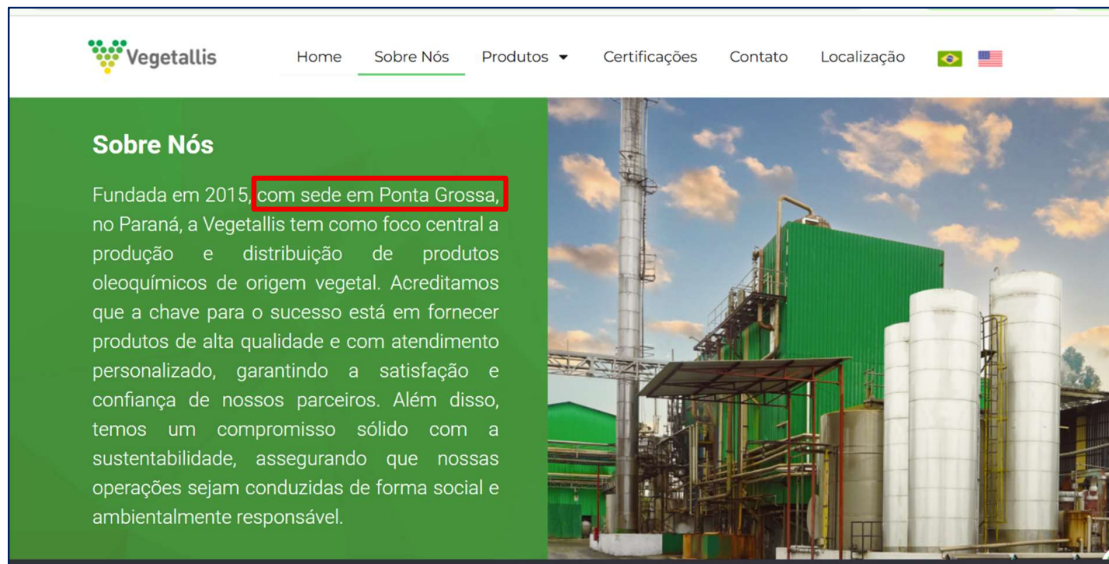 Vegetallis
Home Sobre Nós Produtos Certificações Contato Localização
Sobre Nós
Fundada em 2015, com sede em Ponta Grossa,
no Paraná, a Vegetallis tem como foco central a
produção e distribuição de produtos
oleoquímicos de origem vegetal. Acreditamos
que a chave para o sucesso está em fornecer
produtos de alta qualidade e com atendimento
personalizado, garantindo a satisfação e
confiança de nossos parceiros. Além disso,
temos um compromisso sólido com a
sustentabilidade, assegurando que nossas
operações sejam conduzidas de forma social e
ambientalmente responsável.